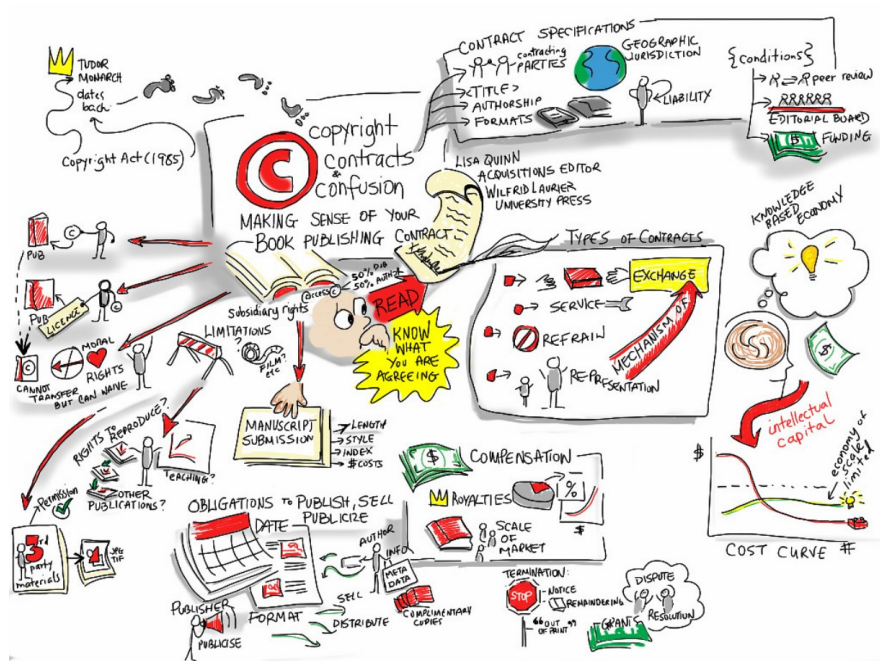 TUDOR
MONARCH
dates
back
Copyright Act (1985)
©
copyright
contracts
& confusion
MAKING SENSE OF YOUR
BOOK PUBLISHING CONTRACT
LISA QUINN
ACQUISITIONS EDITOR
WILFRID LAURIER
UNIVERSITY PRESS
CONTRACT SPECIFICATIONS
contracting
PARTIES
<TITLE>
AUTHORSHIP
FORMATS
GEOGRAPHIC
JURISDICTION
LIABILITY
{conditions}
peer review
EDITORIAL BOARD
$
FUNDING
KNOWLEDGE
BASED ECONOMY
$
intellectual
capital
$
economy of
scale
limited
COST CURVE #
TYPES OF CONTRACTS
EXCHANGE
SERVICE
REFRAIN
REPRESENTATION
MECHANISM OF
PUB
C
PUB
©
LICENCE
©
CANNOT
TRANSFER
BUT CAN WAIVE
MORAL
RIGHTS
50% PUB
50% AUTH
access ©
Subsidiary rights
READ
KNOW
WHAT
YOU ARE
AGREEING
LIMITATIONS
?
FILM?
etc
MANUSCRIPT
SUBMISSION
LENGTH
STYLE
INDEX
$COSTS
RIGHTS TO
REPRODUCE?
TEACHING?
OTHER
PUBLICATIONS?
Permission
3rd
party
materials
JPG
TIF
OBLIGATIONS to PUBLISH, SELL
PUBLICIZE
DATE
FORMAT
PUBLISHER
PUBLICISE
SELL
DISTRIBUTE
AUTHOR
INFO
META
DATA
COMPLIMENTARY
COPIES
$
COMPENSATION
ROYALTIES
%
$
SCALE
OF
MARKET
TERMINATION:
STOP
NOTICE
REMAINDERING
"OUT
OF PRINT"
GRANTS
DISPUTE
RESOLUTION